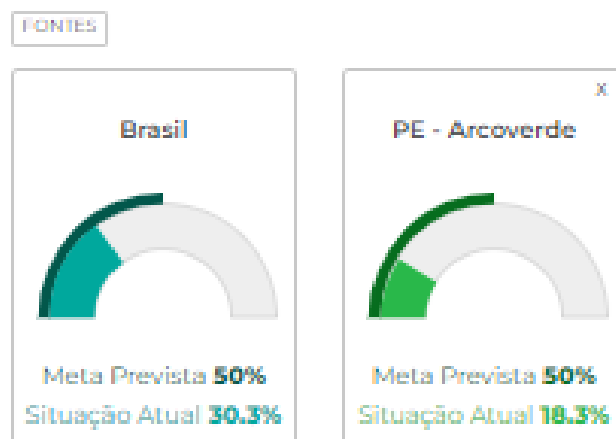 FONTES
Brasil
Meta Prevista 50%
Situação Atual 30.3%
X
PE - Arcoverde
Meta Prevista 50%
Situação Atual 18.3%